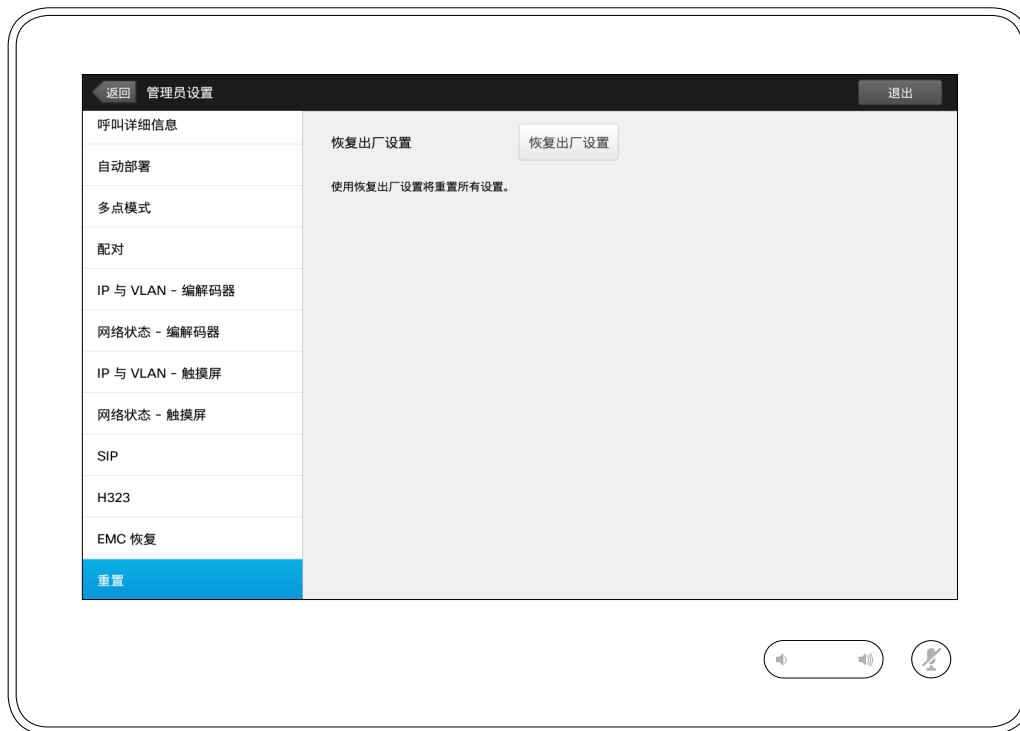 返回 管理员设置 退出
呼叫详细信息
自动部署
多点模式
配对
IP 与 VLAN - 编解码器
网络状态 - 编解码器
IP 与 VLAN - 触摸屏
网络状态 - 触摸屏
SIP
H323
EMC 恢复
重置
恢复出厂设置 恢复出厂设置
使用恢复出厂设置将重置所有设置。